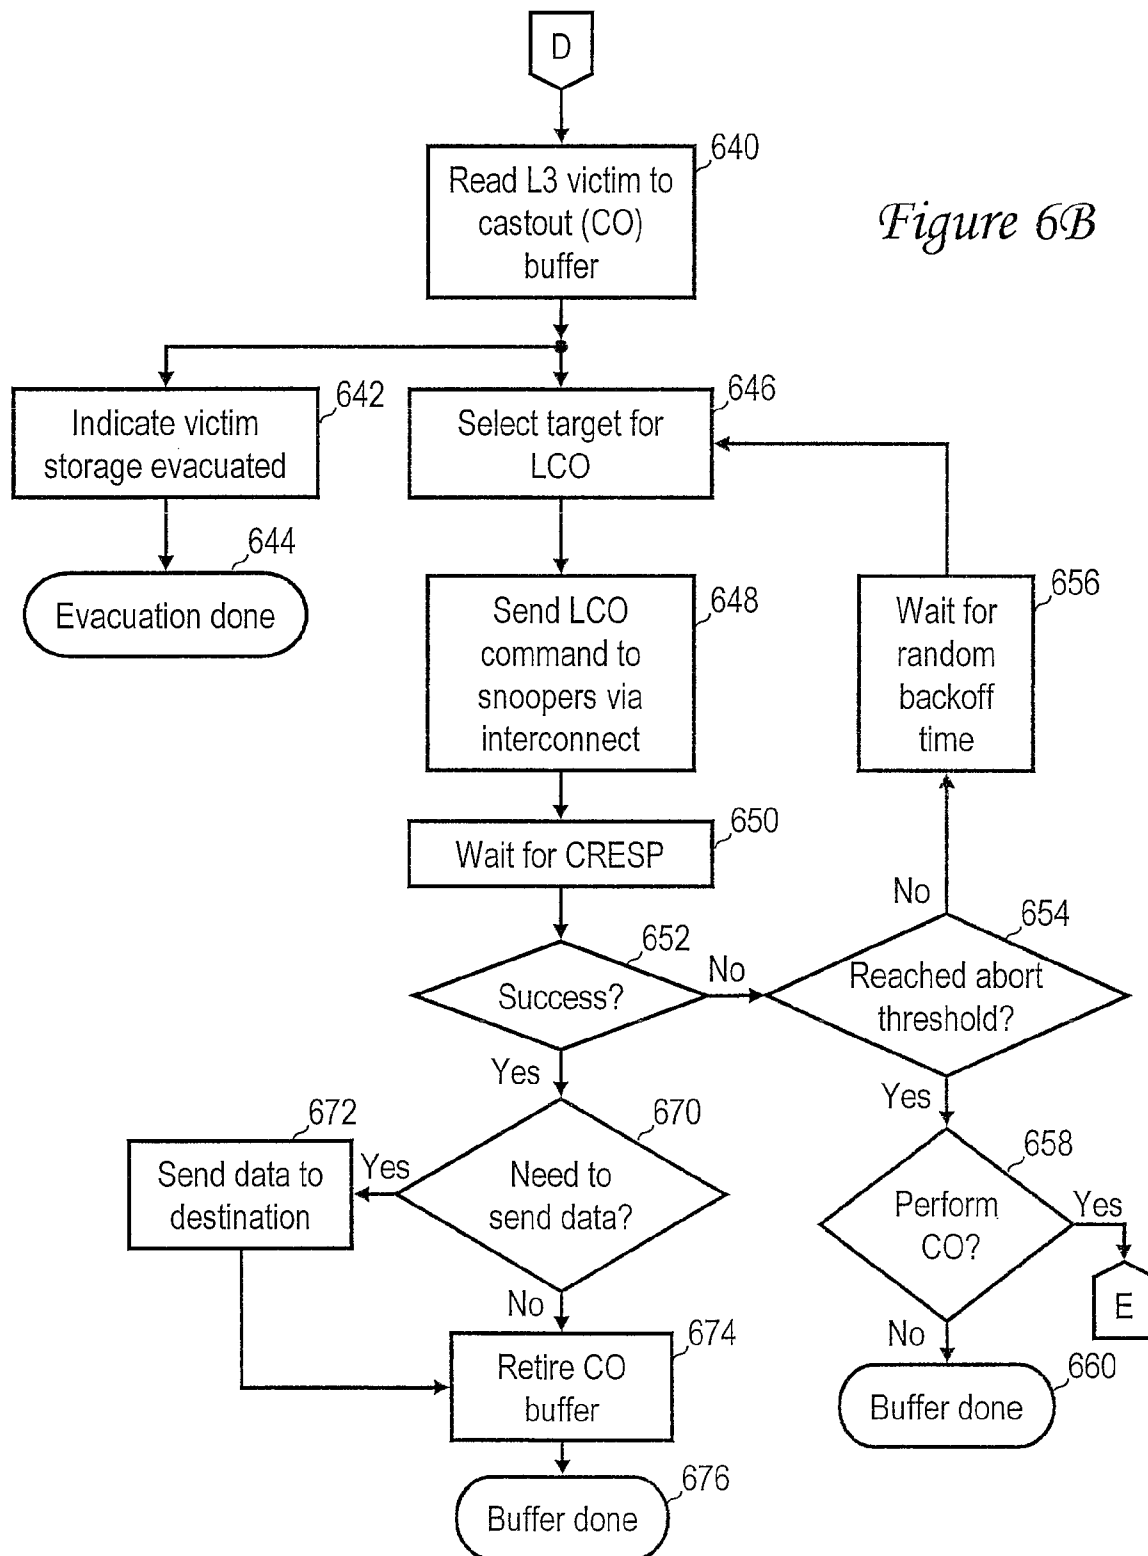 D
640
Read L3 victim to
castout (CO)
buffer
Figure 6B
642
Indicate victim
storage evacuated
644
Evacuation done
646
Select target for
LCO
648
Send LCO
command to
snoopers via
interconnect
656
Wait for
random
backoff
time
650
Wait for CRESP
652
Success?
No
Yes
654
Reached abort
threshold?
No
Yes
670
Need to
send data?
Yes
No
672
Send data to
destination
658
Perform
CO?
Yes
No
E
674
Retire CO
buffer
660
Buffer done
676
Buffer done